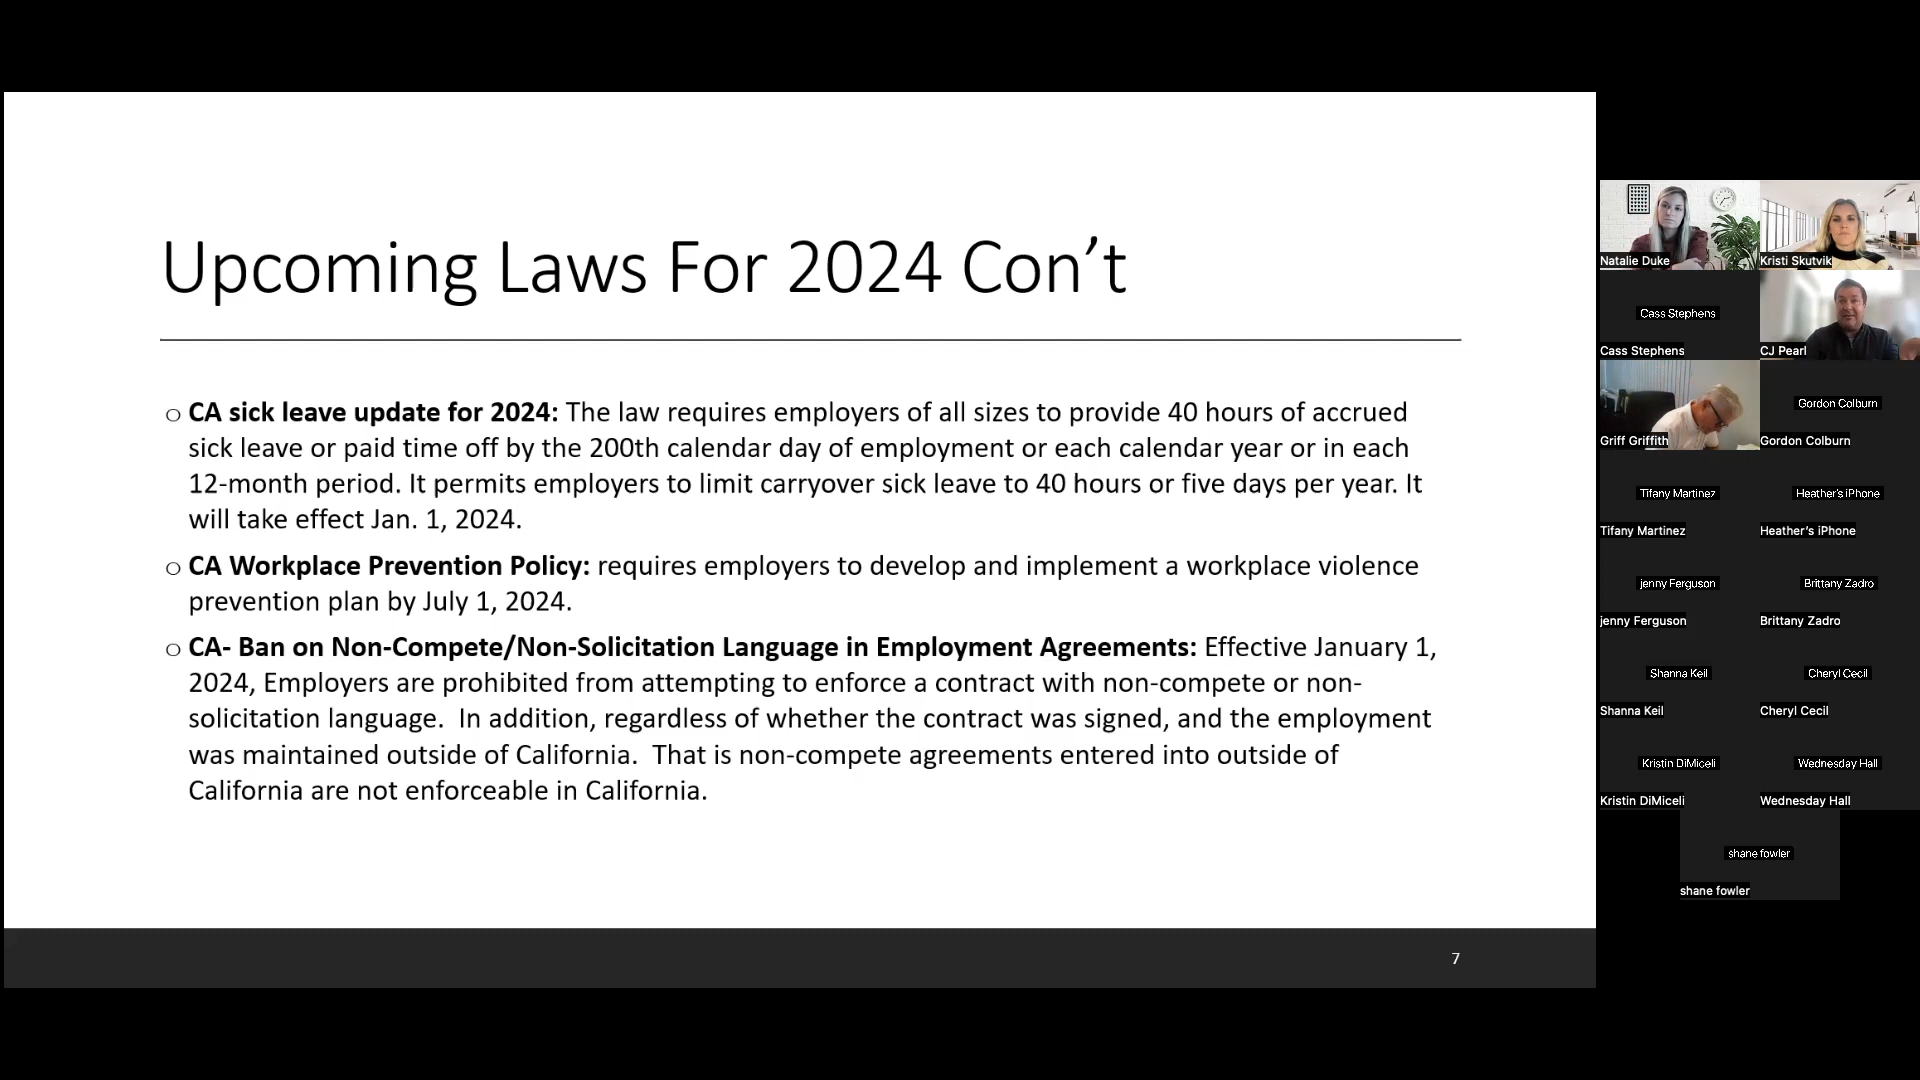 Upcoming Laws For 2024 Con’t
o CA sick leave update for 2024: The law requires employers of all sizes to provide 40 hours of accrued
sick leave or paid time off by the 200th calendar day of employment or each calendar year or in each
12-month period. It permits employers to limit carryover sick leave to 40 hours or five days per year. It
will take effect Jan. 1, 2024.
o CA Workplace Prevention Policy: requires employers to develop and implement a workplace violence
prevention plan by July 1, 2024.
o CA- Ban on Non-Compete/Non-Solicitation Language in Employment Agreements: Effective January 1,
2024, Employers are prohibited from attempting to enforce a contract with non-compete or non-
solicitation language.  In addition, regardless of whether the contract was signed, and the employment
was maintained outside of California.  That is non-compete agreements entered into outside of
California are not enforceable in California.
7
Natalie Duke
Kristi Skutvik
Cass Stephens
Cass Stephens
CJ Pearl
Griff Griffith
Gordon Colburn
Gordon Colburn
Tifany Martinez
Tifany Martinez
Heather's iPhone
Heather's iPhone
jenny Ferguson
jenny Ferguson
Brittany Zadro
Brittany Zadro
Shanna Keil
Shanna Keil
Cheryl Cecil
Cheryl Cecil
Kristin DiMiceli
Kristin DiMiceli
Wednesday Hall
Wednesday Hall
shane fowler
shane fowler